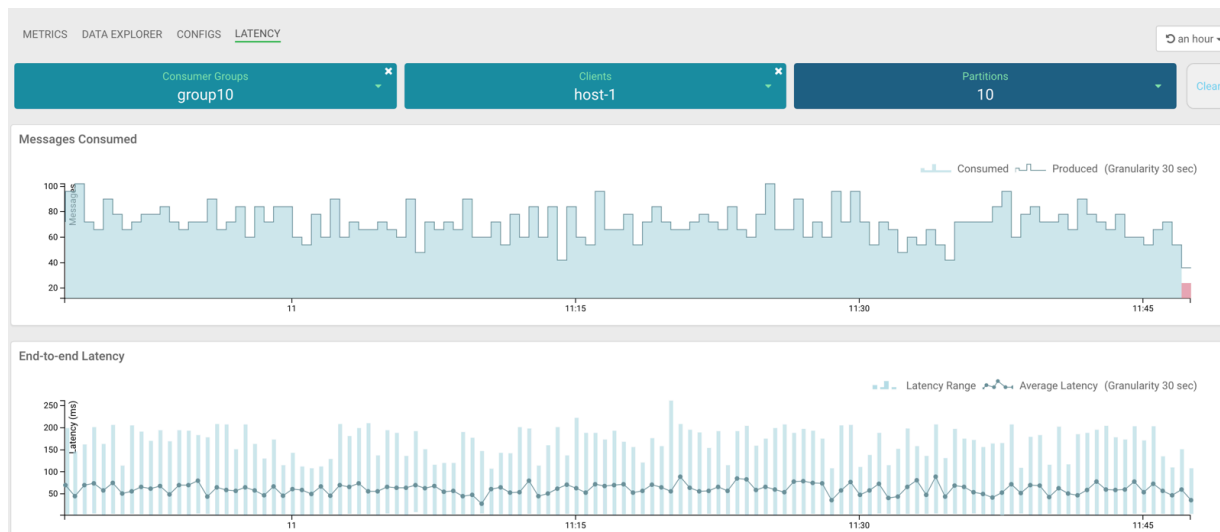 METRICS DATA EXPLORER CONFIGS LATENCY
an hour
Consumer Groups
group10
Clients
host-1
Partitions
10
Clear
Messages Consumed
Consumed Produced (Granularity 30 sec)
Messages
100
80
60
40
20
11 11:15 11:30 11:45
End-to-end Latency
Latency Range Average Latency (Granularity 30 sec)
Latency (ms)
250
200
150
100
50
11 11:15 11:30 11:45